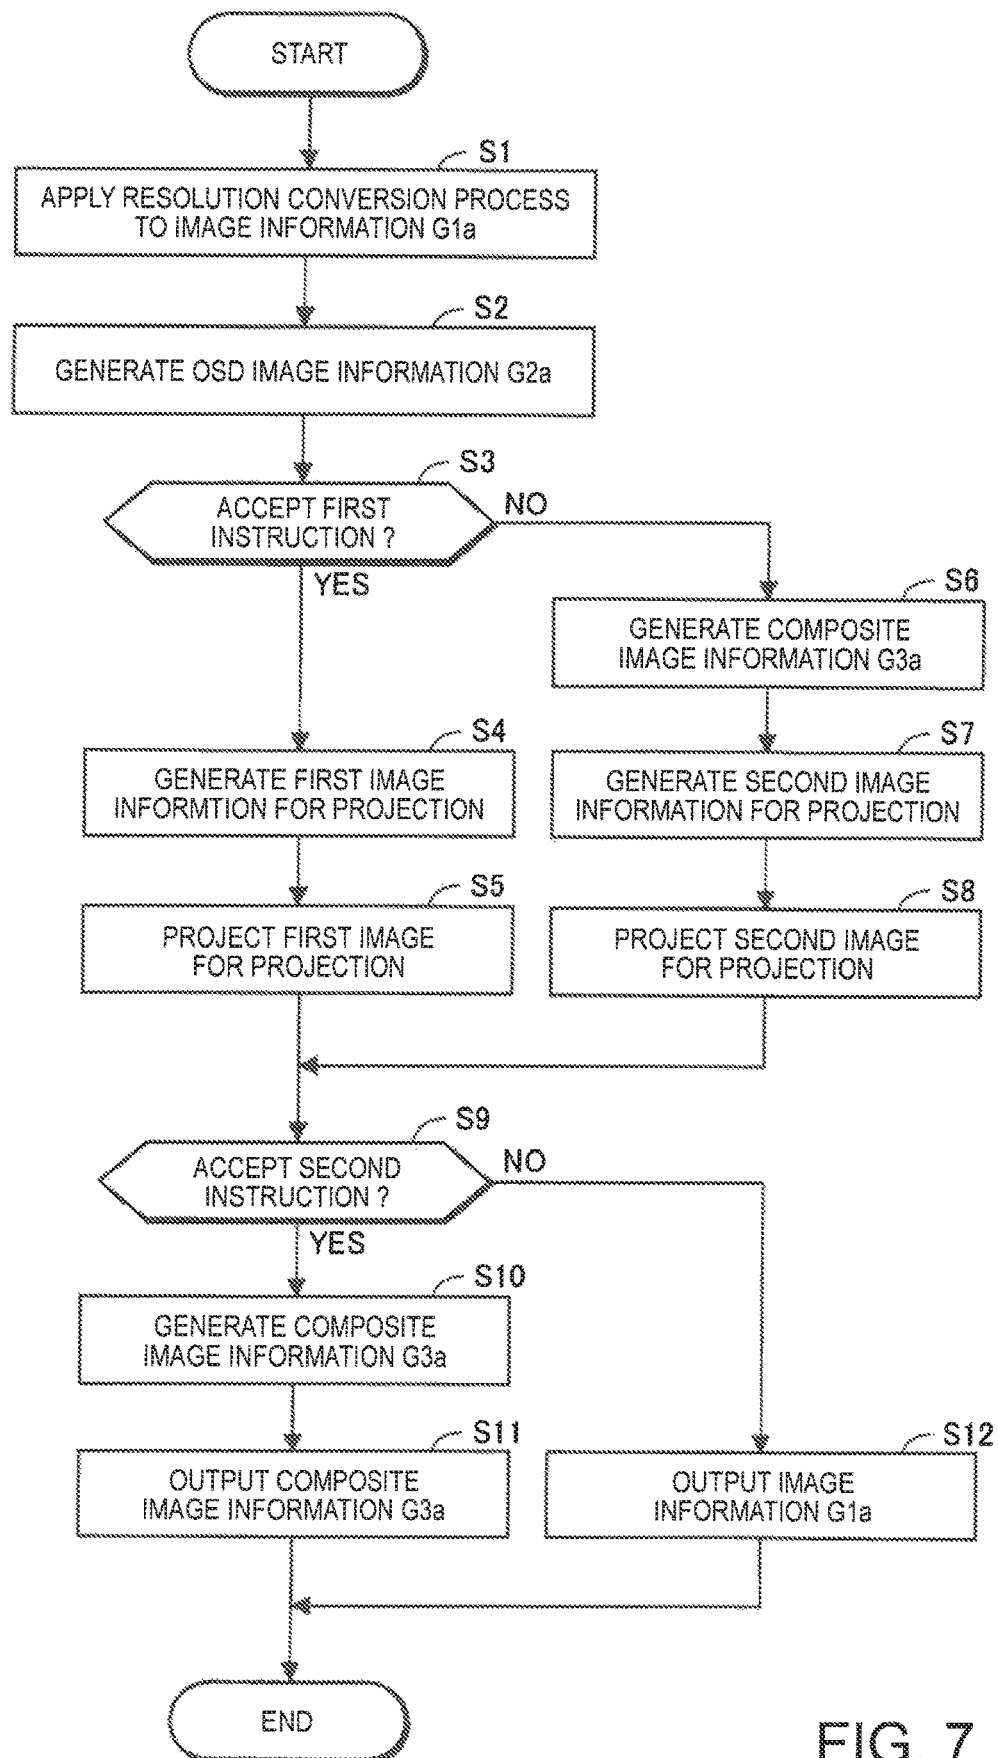 START
S1
APPLY RESOLUTION CONVERSION PROCESS
TO IMAGE INFORMATION G1a
S2
GENERATE OSD IMAGE INFORMATION G2a
S3
ACCEPT FIRST
INSTRUCTION ?
NO
YES
S6
GENERATE COMPOSITE
IMAGE INFORMATION G3a
S4
GENERATE FIRST IMAGE
INFORMTION FOR PROJECTION
S7
GENERATE SECOND IMAGE
INFORMATION FOR PROJECTION
S5
PROJECT FIRST IMAGE
FOR PROJECTION
S8
PROJECT SECOND IMAGE
FOR PROJECTION
S9
ACCEPT SECOND
INSTRUCTION ?
NO
YES
S10
GENERATE COMPOSITE
IMAGE INFORMATION G3a
S11
OUTPUT COMPOSITE
IMAGE INFORMATION G3a
S12
OUTPUT IMAGE
INFORMATION G1a
END
FIG. 7